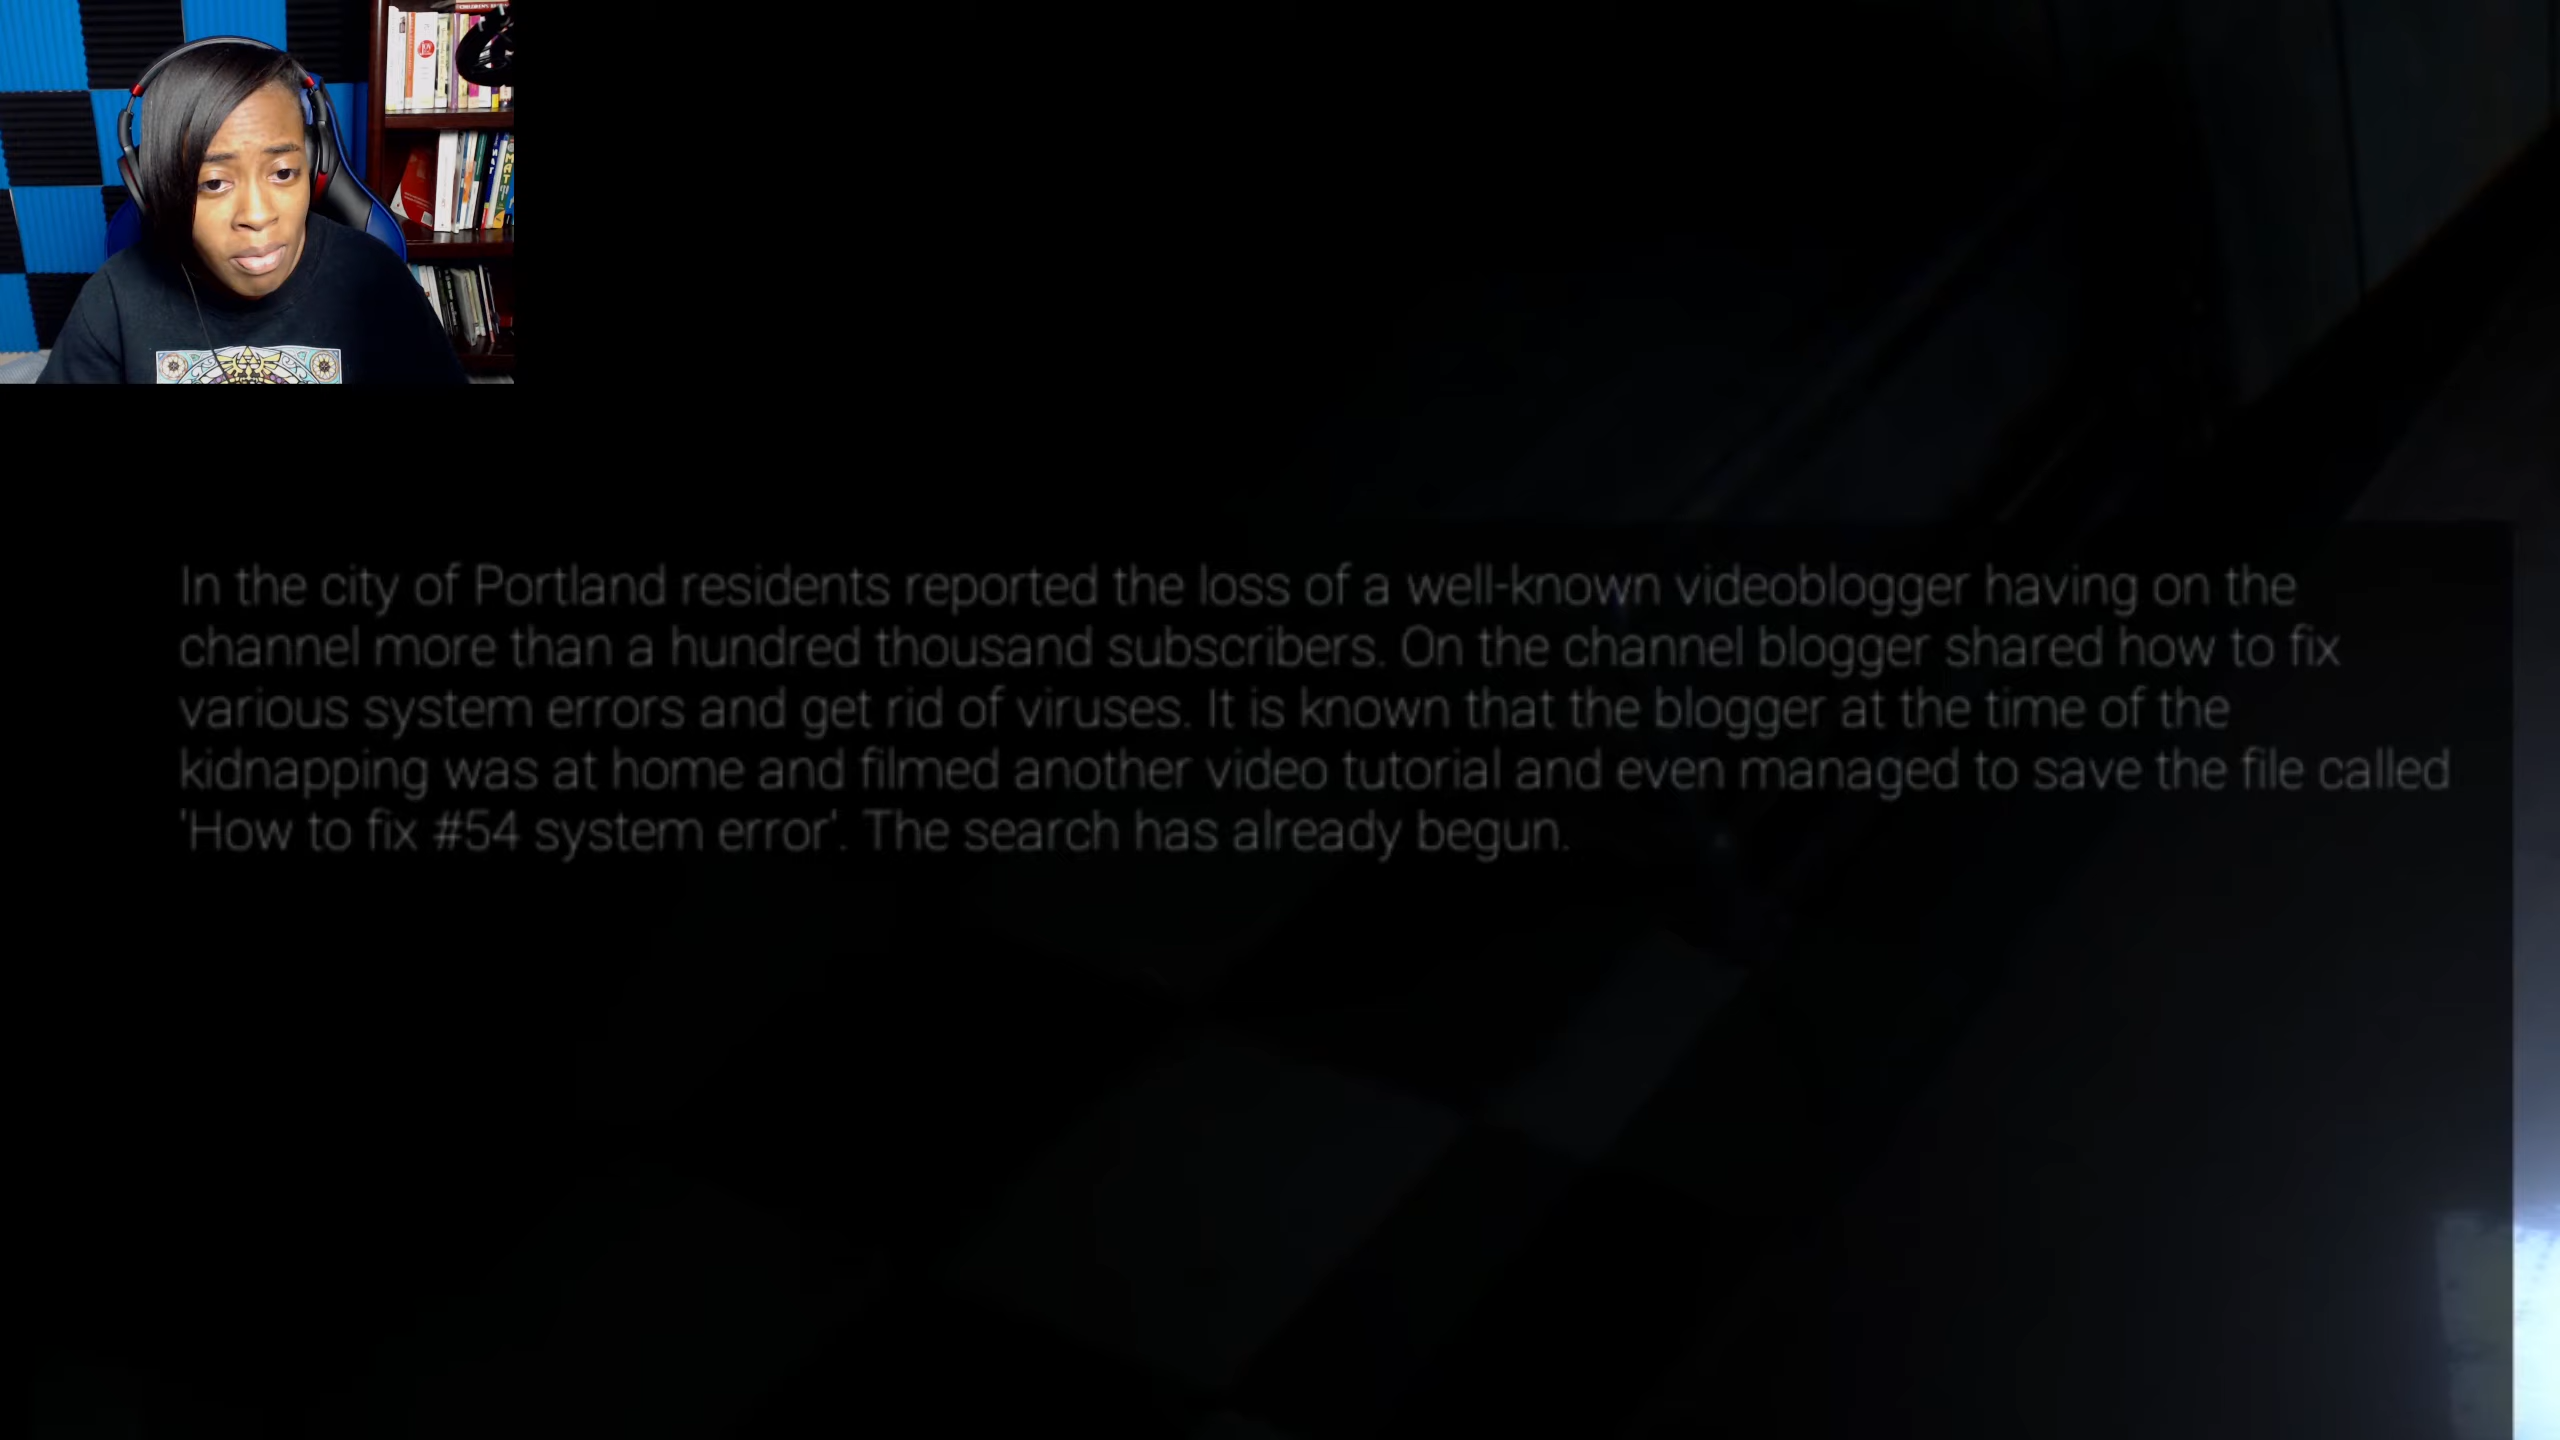 In the city of Portland residents reported the loss of a well-known videoblogger having on the
channel more than a hundred thousand subscribers. On the channel blogger shared how to fix
various system errors and get rid of viruses. It is known that the blogger at the time of the
kidnapping was at home and filmed another video tutorial and even managed to save the file called
'How to fix #54 system error'. The search has already begun.